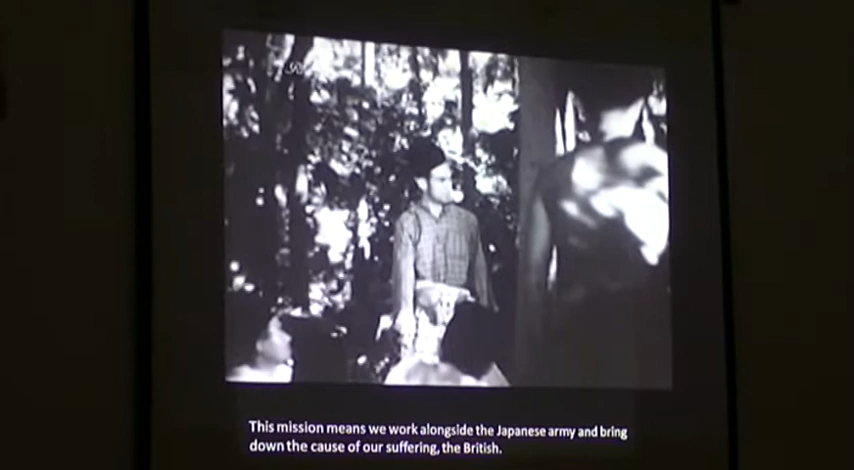 This mission means we work alongside the Japanese army and bring
down the cause of our suffering, the British.